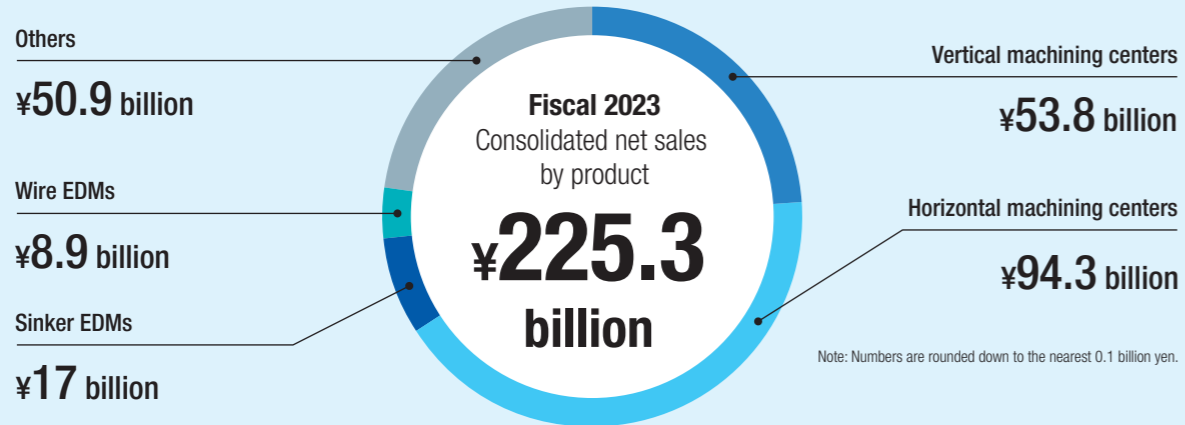 Others
¥50.9 billion
Wire EDMs
¥8.9 billion
Sinker EDMs
¥17 billion
Fiscal 2023
Consolidated net sales
by product
¥225.3
billion
Vertical machining centers
¥53.8 billion
Horizontal machining centers
¥94.3 billion
Note: Numbers are rounded down to the nearest 0.1 billion yen.